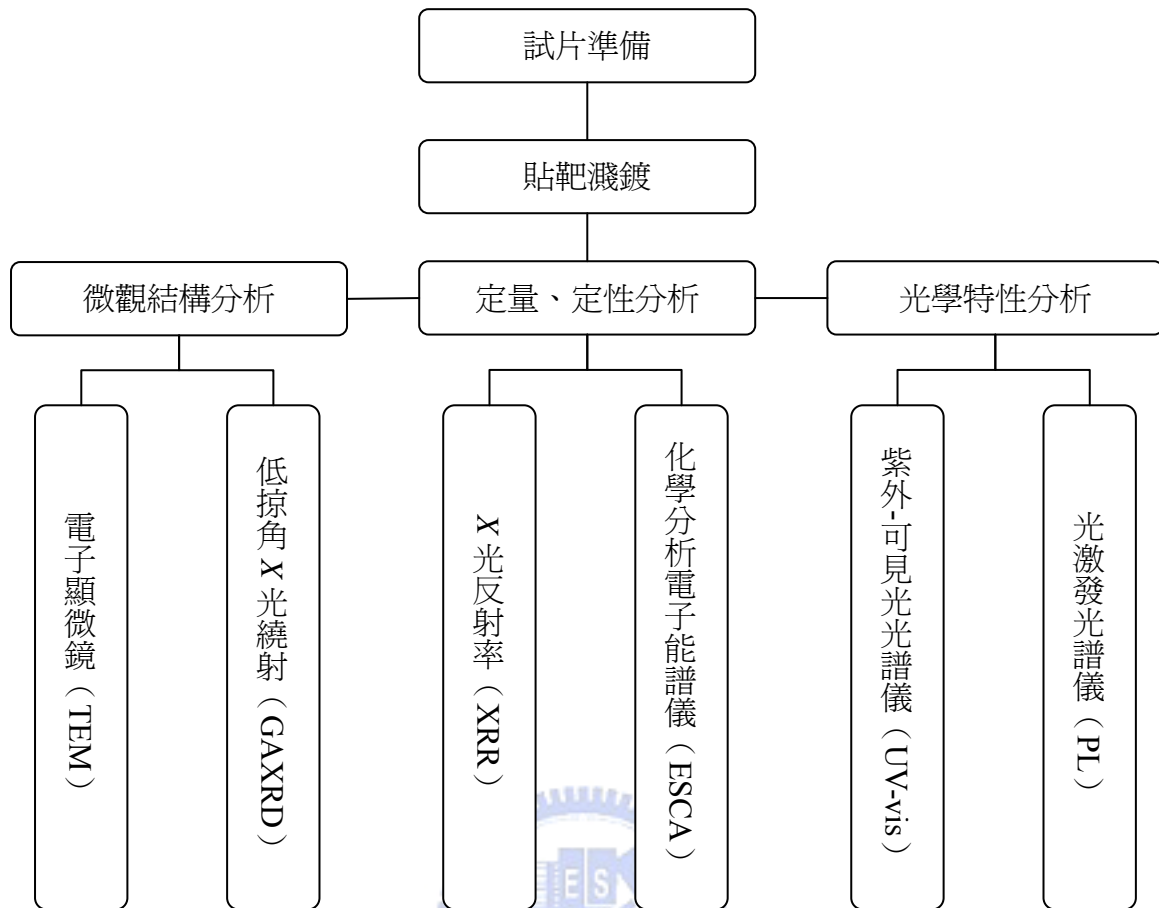 試片準備
貼靶濺鍍
微觀結構分析
定量、定性分析
光學特性分析
電子顯微鏡（TEM）
低掠角 X 光繞射（GAXRD）
X 光反射率（XRR）
化學分析電子能譜儀（ESCA）
紫外-可見光光譜儀（UV-vis）
光激發光譜儀（PL）
ES